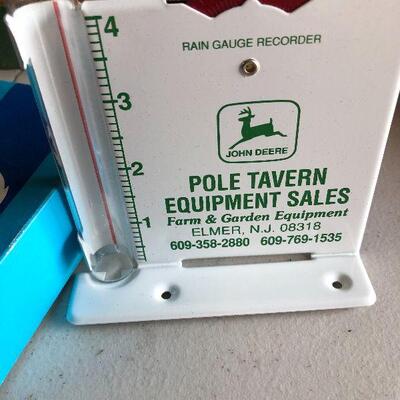 RAIN GAUGE RECORDER
4
3
2
1
JOHN DEERE
POLE TAVERN
EQUIPMENT SALES
Farm & Garden Equipment
ELMER, N.J. 08318
609-358-2880 609-769-1535